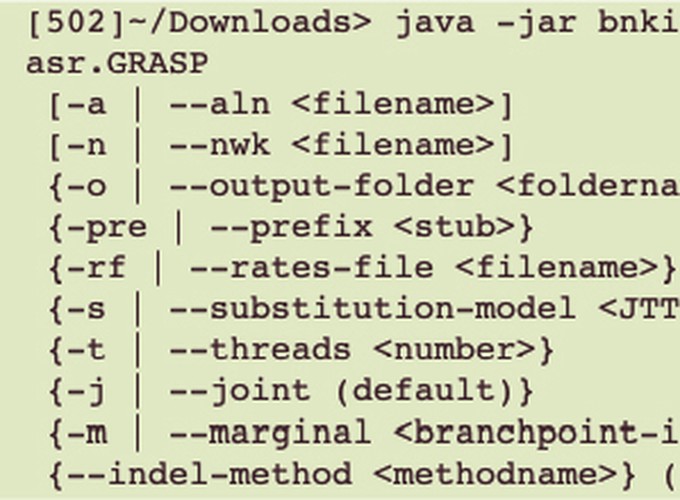 [502]~/Downloads> java -jar bnki
asr.GRASP
[-a | --aln <filename>]
[-n | --nwk <filename>]
{-o | --output-folder <folderna
{-pre | --prefix <stub>}
{-rf | --rates-file <filename>}
{-s | --substitution-model <JTT
{-t | --threads <number>}
{-j | --joint (default)}
{-m | --marginal <branchpoint-i
{--indel-method <methodname>} (